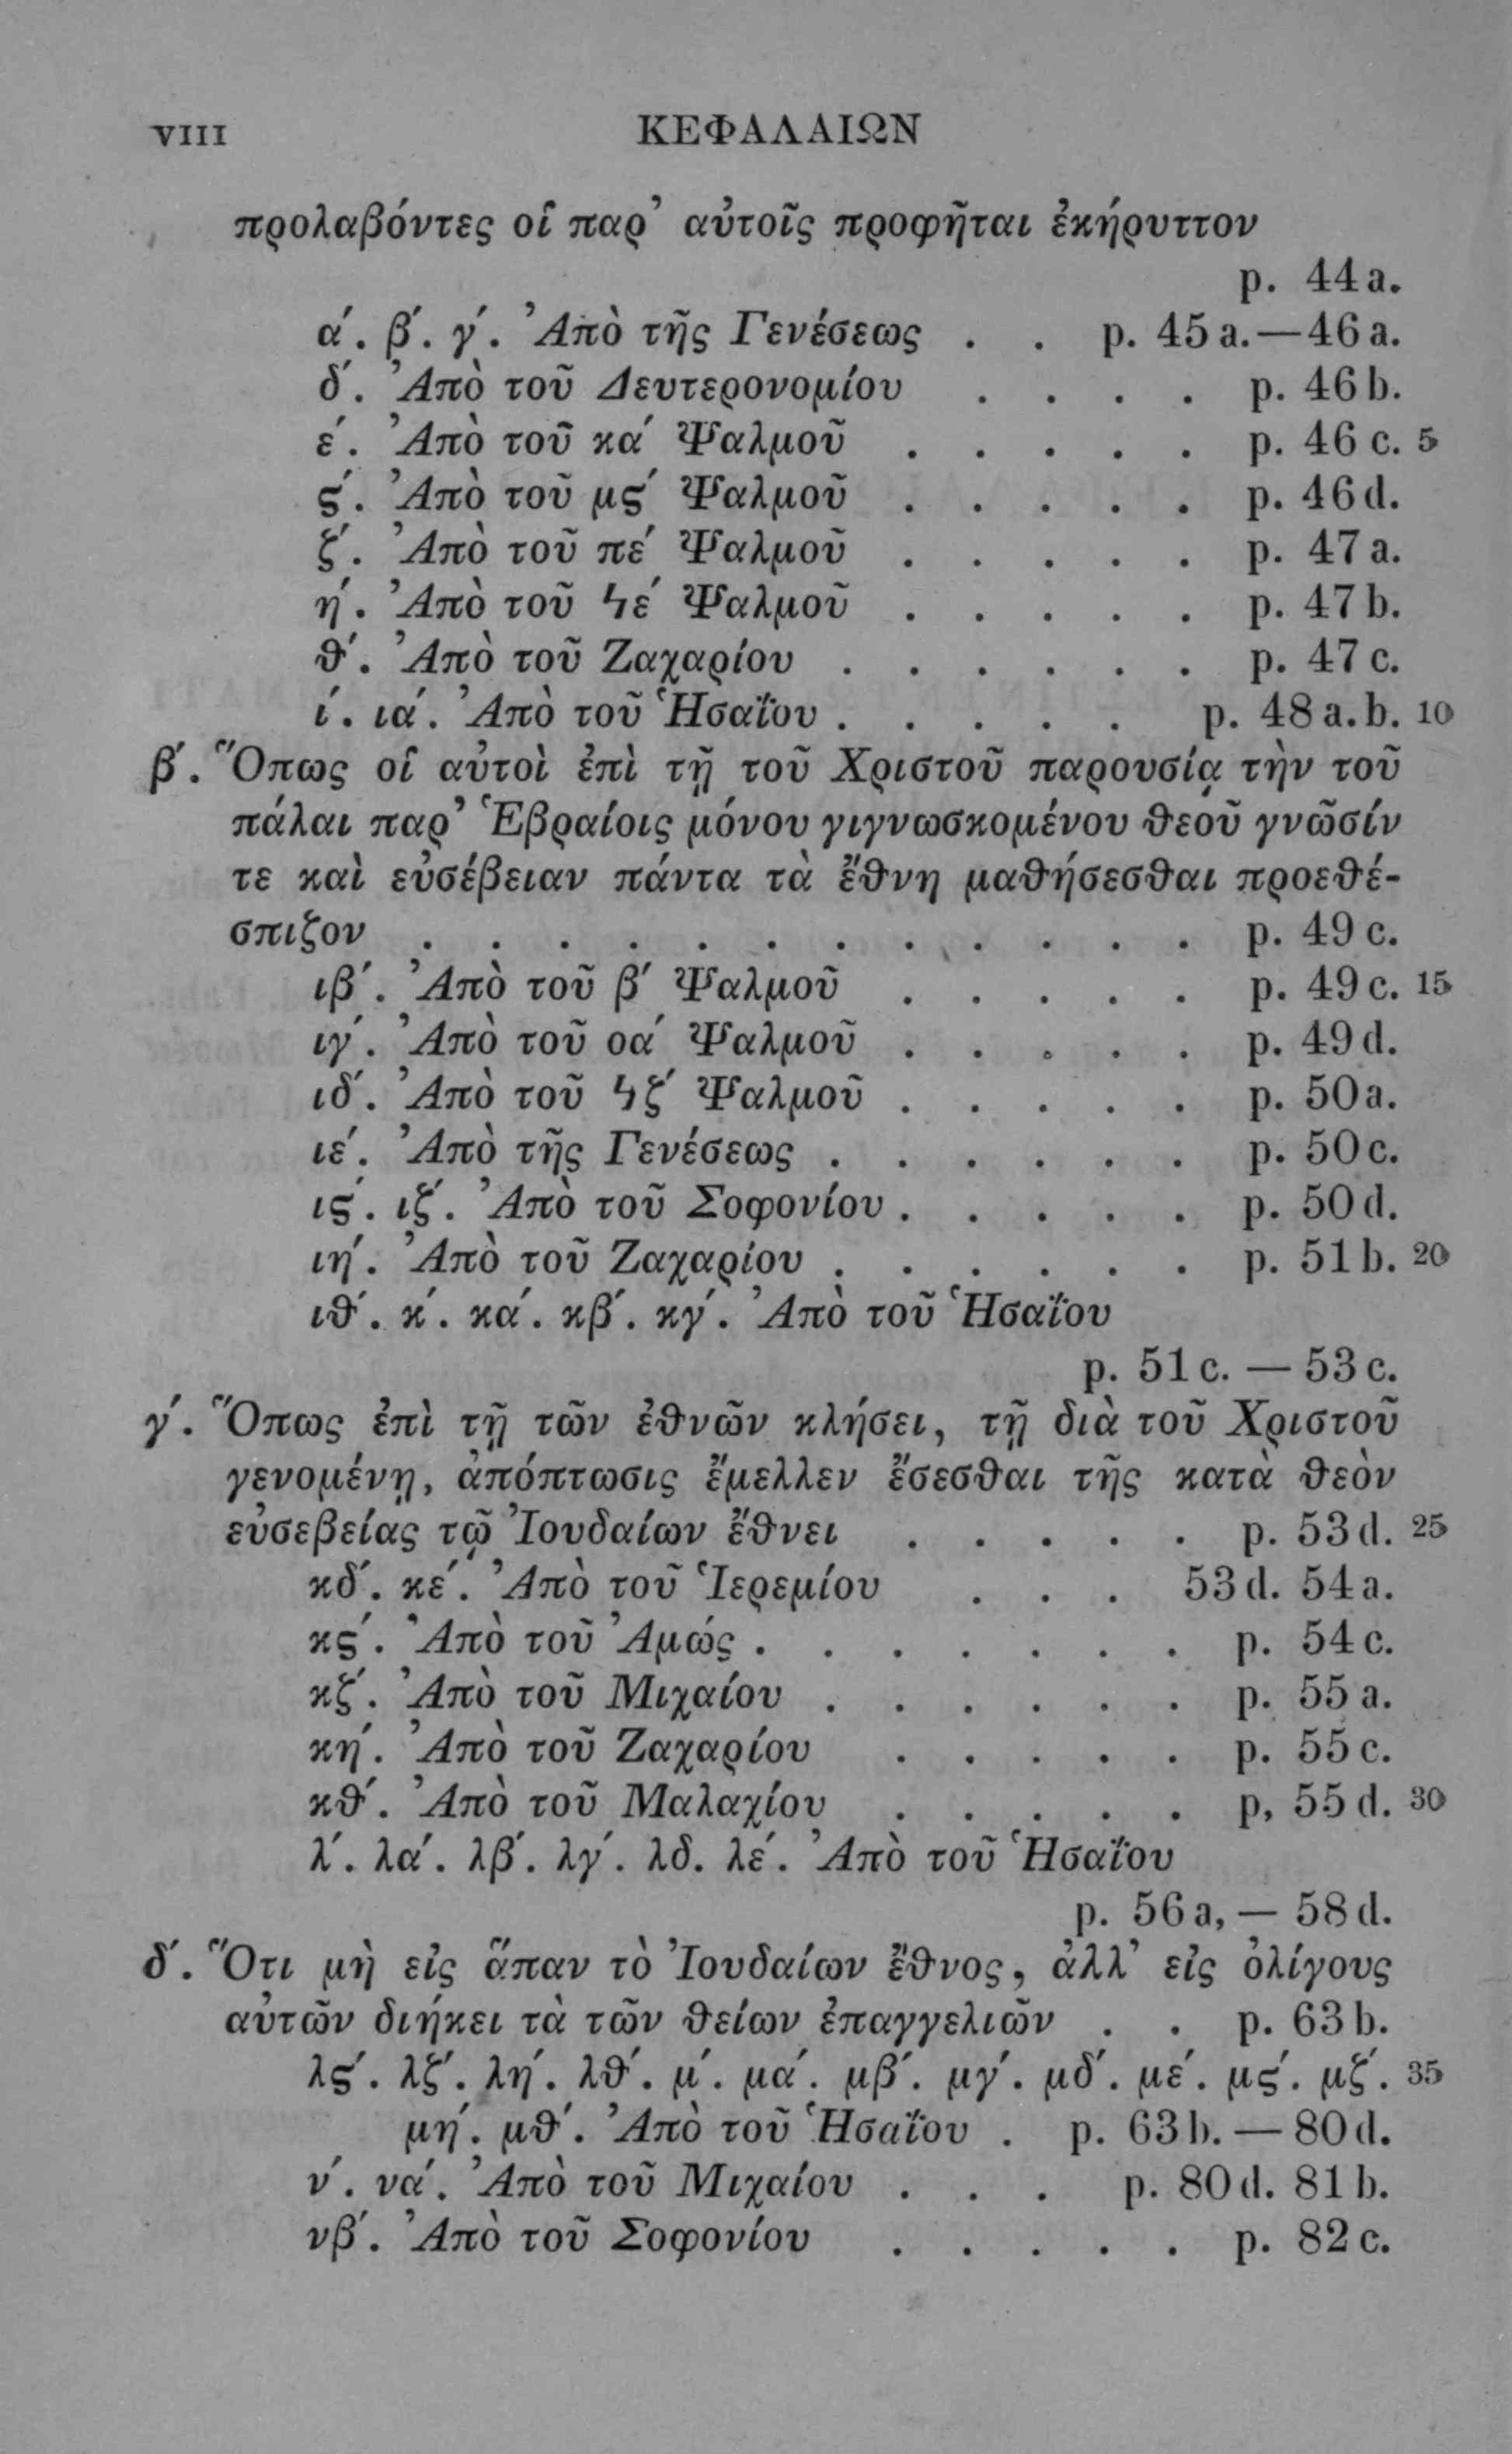 VIII ΚΕΦΑΛΑΙΩΝ
προλαβόντες οἱ παρ᾽ αὐτοῖς προφῆται ἐκήρυττον
p. 44 a.
α΄. β΄. γ΄. Ἀπὸ τῆς Γενέσεως . . p. 45 a.—46 a.
δ΄. Ἀπὸ τοῦ Δευτερονομίου . . . . p. 46 b.
ε΄. Ἀπὸ τοῦ κα΄ Ψαλμοῦ . . . . . p. 46 c. 5
ς΄. Ἀπὸ τοῦ μς΄ Ψαλμοῦ . . . . . p. 46 d.
ζ΄. Ἀπὸ τοῦ πε΄ Ψαλμοῦ . . . . . p. 47 a.
η΄. Ἀπὸ τοῦ ϟε΄ Ψαλμοῦ . . . . . p. 47 b.
θ΄. Ἀπὸ τοῦ Ζαχαρίου . . . . . . p. 47 c.
ι΄. ια΄. Ἀπὸ τοῦ Ἡσαΐου . . . . . p. 48 a. b. 10
β΄. Ὅπως οἱ αὐτοὶ ἐπὶ τῇ τοῦ Χριστοῦ παρουσίᾳ τὴν τοῦ
πάλαι παρ᾽ Ἑβραίοις μόνου γιγνωσκομένου θεοῦ γνῶσίν
τε καὶ εὐσέβειαν πάντα τὰ ἔθνη μαθήσεσθαι προεθέ-
σπιζον . . . . . . . . . . . . p. 49 c.
ιβ΄. Ἀπὸ τοῦ β΄ Ψαλμοῦ . . . . . p. 49 c. 15
ιγ΄. Ἀπὸ τοῦ οα΄ Ψαλμοῦ . . . . . p. 49 d.
ιδ΄. Ἀπὸ τοῦ ϟζ΄ Ψαλμοῦ . . . . . p. 50 a.
ιε΄. Ἀπὸ τῆς Γενέσεως . . . . . . p. 50 c.
ις΄. ιζ΄. Ἀπὸ τοῦ Σοφονίου . . . . . p. 50 d.
ιη΄. Ἀπὸ τοῦ Ζαχαρίου . . . . . . p. 51 b. 20
ιθ΄. κ΄. κα΄. κβ΄. κγ΄. Ἀπὸ τοῦ Ἡσαΐου
p. 51 c. — 53 c.
γ΄. Ὅπως ἐπὶ τῇ τῶν ἐθνῶν κλήσει, τῇ διὰ τοῦ Χριστοῦ
γενομένῃ, ἀπόπτωσις ἔμελλεν ἔσεσθαι τῆς κατὰ θεὸν
εὐσεβείας τῷ Ἰουδαίων ἔθνει . . . . . p. 53 d. 25
κδ΄. κε΄. Ἀπὸ τοῦ Ἱερεμίου . . . 53 d. 54 a.
κς΄. Ἀπὸ τοῦ Ἀμώς . . . . . . . p. 54 c.
κζ΄. Ἀπὸ τοῦ Μιχαίου . . . . . . p. 55 a.
κη΄. Ἀπὸ τοῦ Ζαχαρίου . . . . . p. 55 c.
κθ΄. Ἀπὸ τοῦ Μαλαχίου . . . . . p, 55 d. 30
λ΄. λα΄. λβ΄. λγ΄. λδ. λε΄. Ἀπὸ τοῦ Ἡσαΐου
p. 56 a, — 58 d.
δ΄. Ὅτι μὴ εἰς ἅπαν τὸ Ἰουδαίων ἔθνος, ἀλλ᾽ εἰς ὀλίγους
αὐτῶν διήκει τὰ τῶν θείων ἐπαγγελιῶν . . p. 63 b.
λς΄. λζ΄. λη΄. λθ΄. μ΄. μα΄. μβ΄. μγ΄. μδ΄. με΄. μς΄. μζ΄. 35
μη΄. μθ΄. Ἀπὸ τοῦ Ἡσαΐου . p. 63 b. — 80 d.
ν΄. να΄. Ἀπὸ τοῦ Μιχαίου . . . p. 80 d. 81 b.
νβ΄. Ἀπὸ τοῦ Σοφονίου . . . . . p. 82 c.